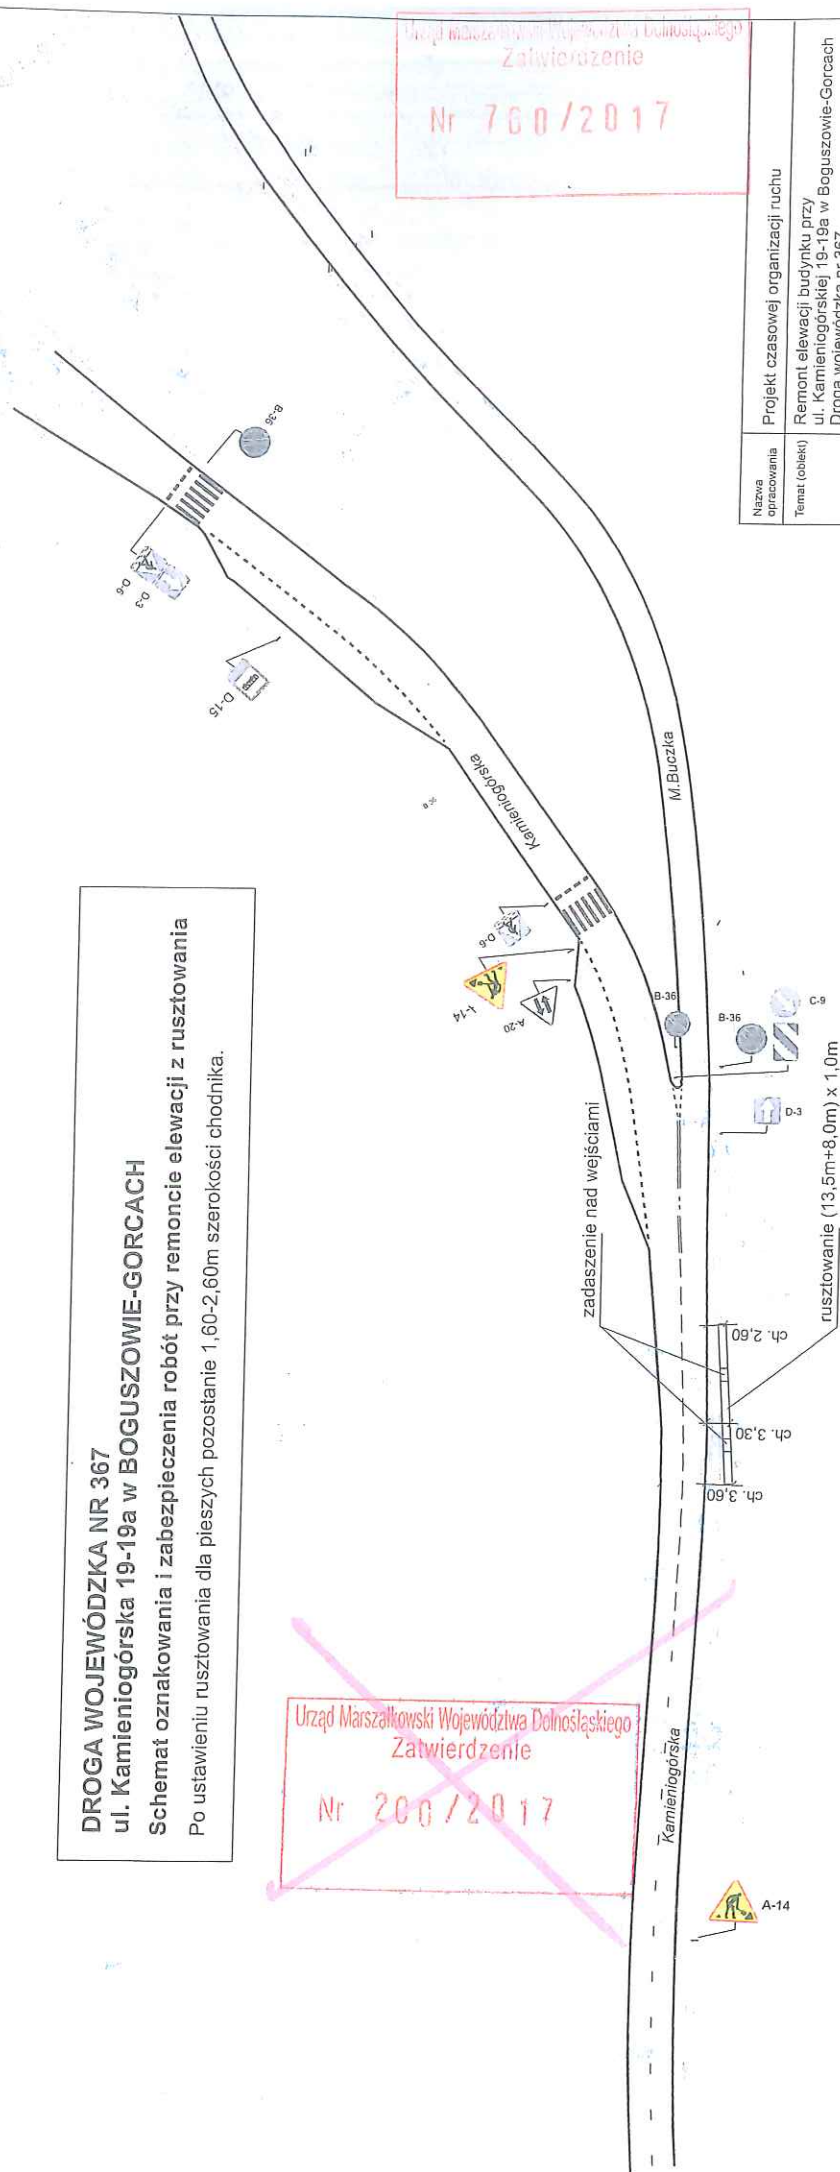 DROGA WOJEWÓDZKA NR 367
ul. Kamieniogórska 19-19a w BOGUSZOWIE-GORCACH
Schemat oznakowania i zabezpieczenia robót przy remoncie elewacji z rusztowania
Po ustawieniu rusztowania dla pieszych pozostanie 1,60-2,60m szerokości chodnika.
Urząd Marszałkowski Województwa Dolnośląskiego
Zatwierdzenie
Nr 760/2017
Urząd Marszałkowski Województwa Dolnośląskiego
Zatwierdzenie
Nr 200/2017
Nazwa opracowania
Projekt czasowej organizacji ruchu
Temat (obiekt)
Remont elewacji budynku przy
ul. Kamieniogórskiej 19-19a w Boguszowie-Gorcach
Droga wojewódzka nr 367
B-36
D-6
D-3
D-15
B-36
Kamieniogórska
M.Buczka
D-6
A-14
A-20
B-36
B-36
C-9
D-3
zadaszenie nad wejściami
rusztowanie (13,5m+8,0m) x 1,0m
ch. 2,60
ch. 3,30
ch. 3,60
Kamieniogórska
A-14